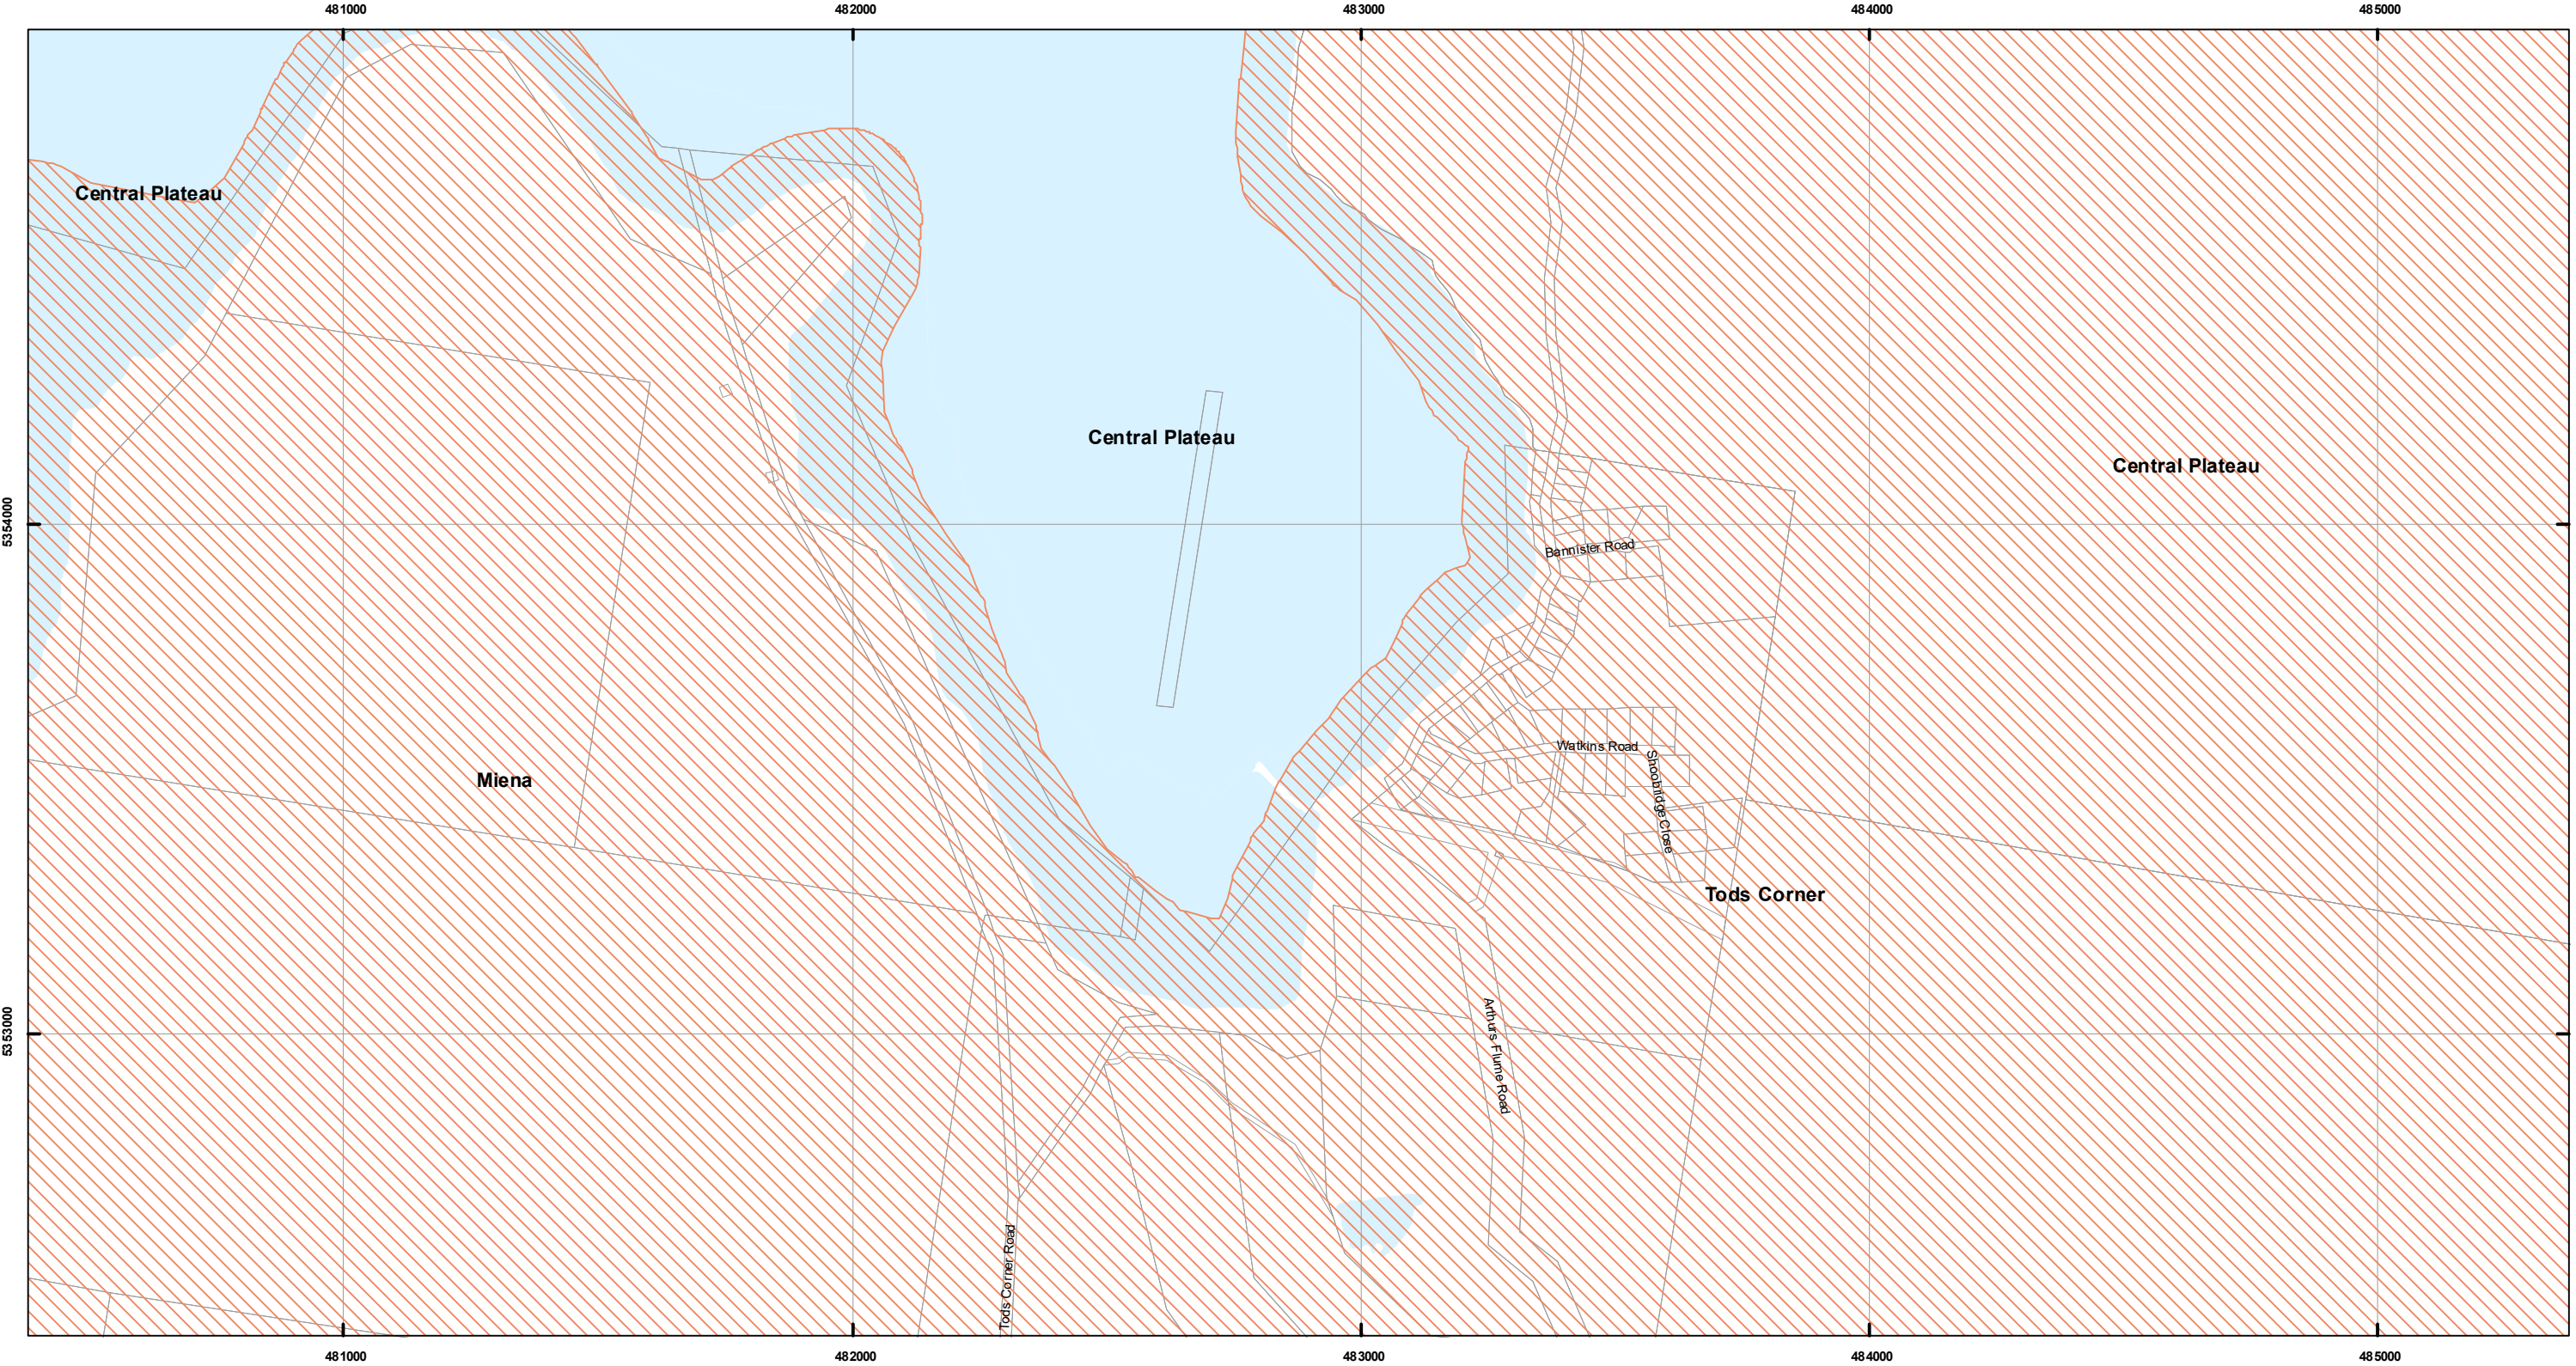 481000
482000
483000
484000
485000
Central Plateau
Central Plateau
Central Plateau
5354000
Bannister Road
Watkins Road
Shoobridge Close
Miena
Tods Corner
5353000
Arthurs Flume Road
Tods Corner Road
481000
482000
483000
484000
485000